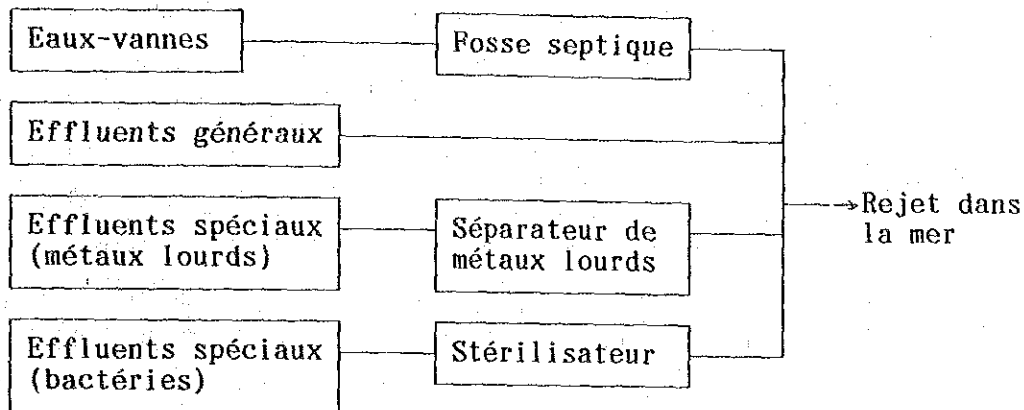 Eaux-vannes
Fosse septique
Effluents généraux
Effluents spéciaux
(métaux lourds)
Séparateur de
métaux lourds
Rejet dans
la mer
Effluents spéciaux
(bactéries)
Stérilisateur